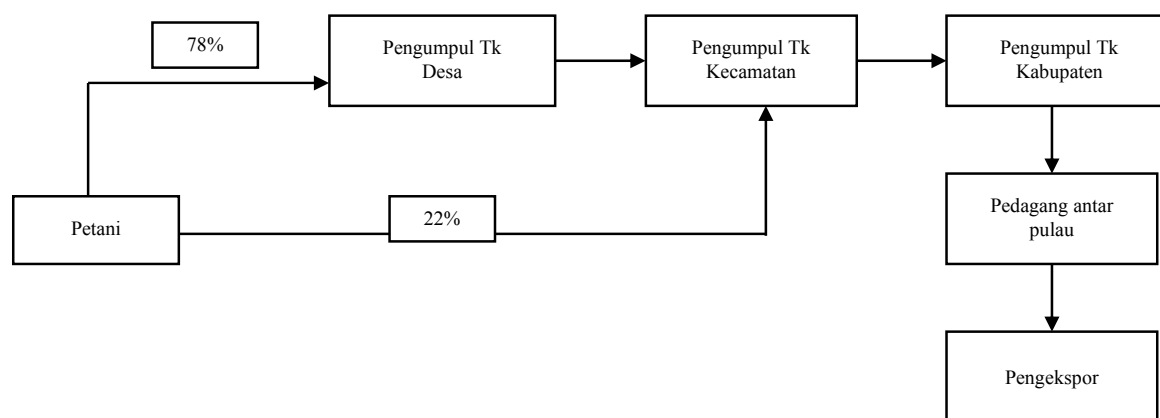 78%
Pengumpul Tk
Desa
Pengumpul Tk
Kecamatan
Pengumpul Tk
Kabupaten
Petani
22%
Pedagang antar
pulau
Pengekspor